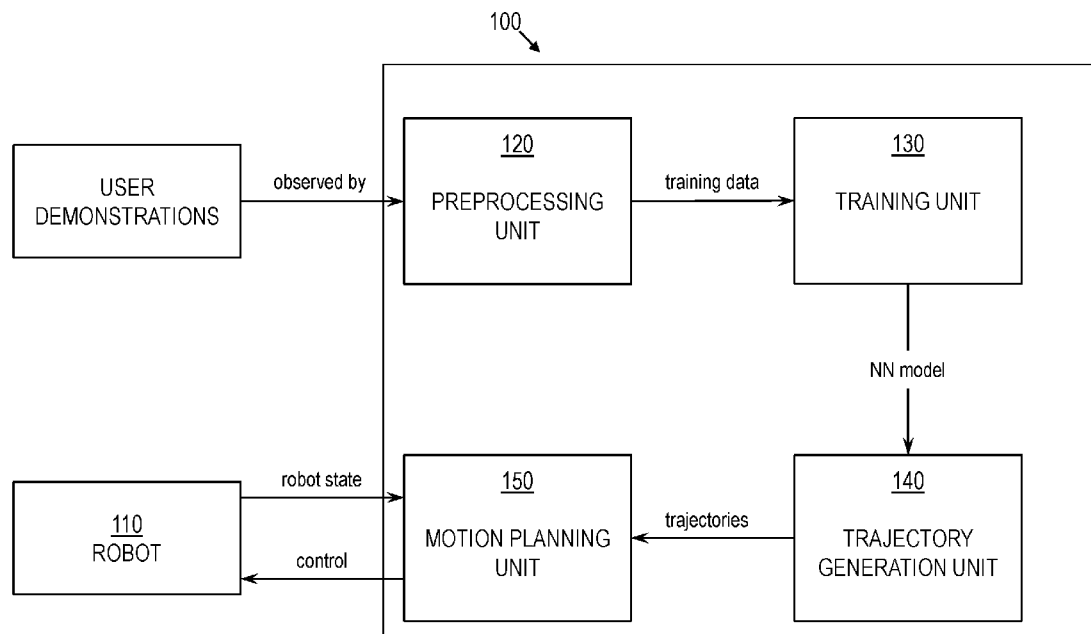 100
120
130
USER
DEMONSTRATIONS
observed by
PREPROCESSING
UNIT
training data
TRAINING UNIT
NN model
110
ROBOT
robot state
control
150
MOTION PLANNING
UNIT
trajectories
140
TRAJECTORY
GENERATION UNIT